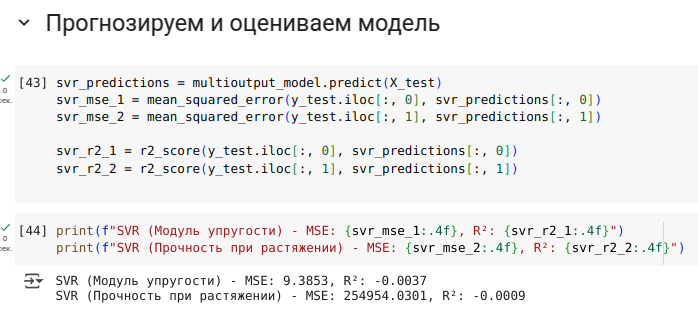 Прогнозируем и оцениваем модель
[43] svr_predictions = multioutput_model.predict(X_test)
0
сек.
svr_mse_1 = mean_squared_error(y_test.iloc[:, 0], svr_predictions[:, 0])
svr_mse_2 = mean_squared_error(y_test.iloc[:, 1], svr_predictions[:, 1])
svr_r2_1 = r2_score(y_test.iloc[:, 0], svr_predictions[:, 0])
svr_r2_2 = r2_score(y_test.iloc[:, 1], svr_predictions[:, 1])
[44] print(f"SVR (Модуль упругости) - MSE: {svr_mse_1:.4f}, R²: {svr_r2_1:.4f}")
0
сек.
print(f"SVR (Прочность при растяжении) - MSE: {svr_mse_2:.4f}, R²: {svr_r2_2:.4f}")
SVR (Модуль упругости) - MSE: 9.3853, R²: -0.0037
SVR (Прочность при растяжении) - MSE: 254954.0301, R²: -0.0009